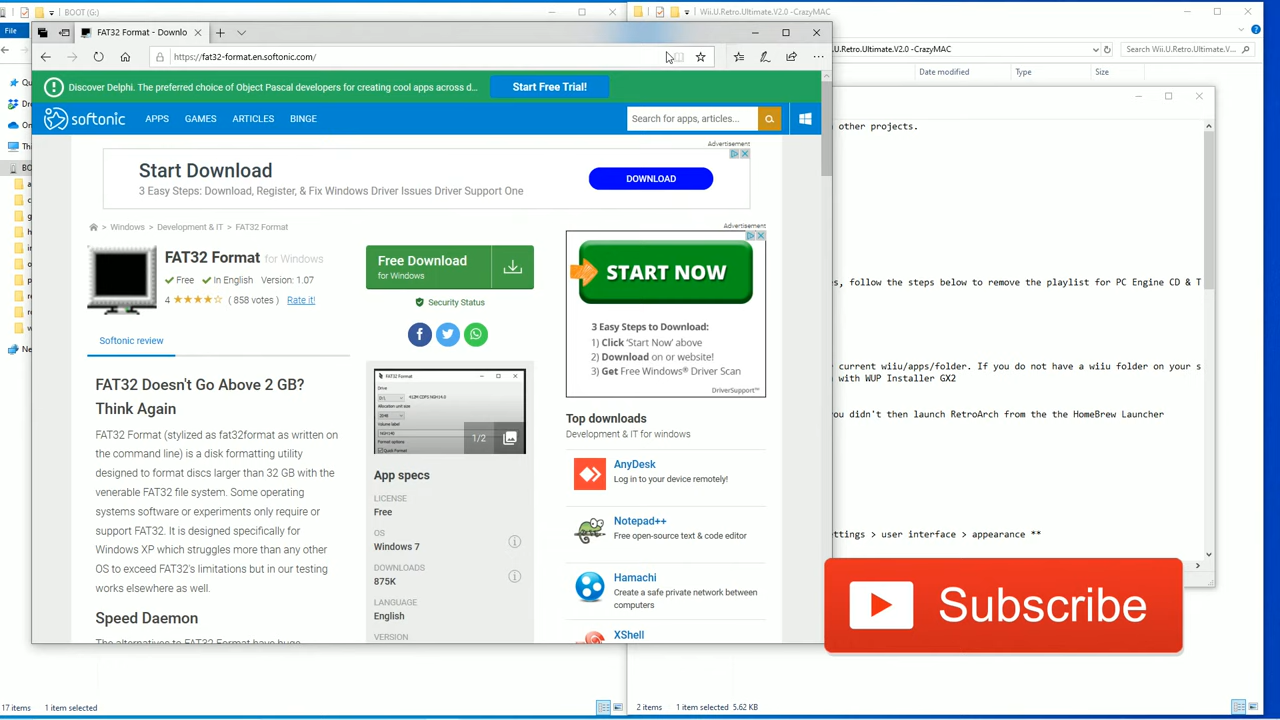 BOOT (G:)
Wii.U.Retro.Ultimate.V2.0 -CrazyMAC
File
FAT32 Format - Downlo
.Retro.Ultimate.V2.0 -CrazyMAC
Search Wii.U.Retro.Ultimate.V...
https://fat32-format.en.softonic.com/
Date modified
Type
Size
Discover Delphi. The preferred choice of Object Pascal developers for creating cool apps across d...
Start Free Trial!
softonic
APPS
GAMES
ARTICLES
BINGE
Search for apps, articles...
other projects.
Advertisement
Start Download
3 Easy Steps: Download, Register, & Fix Windows Driver Issues Driver Support One
DOWNLOAD
Windows > Development & IT > FAT32 Format
Advertisement
FAT32 Format for Windows
Free
In English
Version: 1.07
4
( 858 votes )
Rate it!
Free Download
for Windows
Security Status
START NOW
3 Easy Steps to Download:
1) Click 'Start Now' above
2) Download on or website!
3) Get Free Windows® Driver Scan
DriverSupport™
s, follow the steps below to remove the playlist for PC Engine CD & T
Softonic review
current wiiu/apps/folder. If you do not have a wiiu folder on your s
with WUP Installer GX2
ou didn't then launch RetroArch from the the HomeBrew Launcher
FAT32 Doesn't Go Above 2 GB?
Think Again
FAT32 Format (stylized as fat32format as written on
the command line) is a disk formatting utility
designed to format discs larger than 32 GB with the
venerable FAT32 file system. Some operating
systems software or experiments only require or
support FAT32. It is designed specifically for
Windows XP which struggles more than any other
OS to exceed FAT32's limitations but in our testing
works elsewhere as well.
Speed Daemon
FAT32 Format
Drive
1/2
App specs
LICENSE
Free
OS
Windows 7
DOWNLOADS
875K
LANGUAGE
English
VERSION
Top downloads
Development & IT for windows
AnyDesk
Log in to your device remotely!
Notepad++
Free open-source text & code editor
Hamachi
Create a safe private network between
computers
XShell
ttings > user interface > appearance **
Subscribe
17 items
1 item selected
2 items
1 item selected 5.62 KB